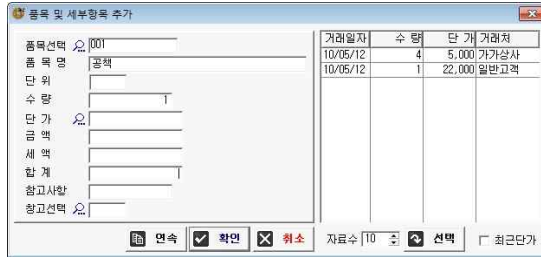 품목 및 세부항목 추가
품목선택 001
품 목 명 공책
단 위
수 량 1
단 가
금 액
세 액
합 계
참고사항
창고선택
거래일자 수 량 단 가 거래처
10/05/12 4 5,000 가가상사
10/05/12 1 22,000 일반고객
연속 확인 취소 자료수 10 선택 최근단가